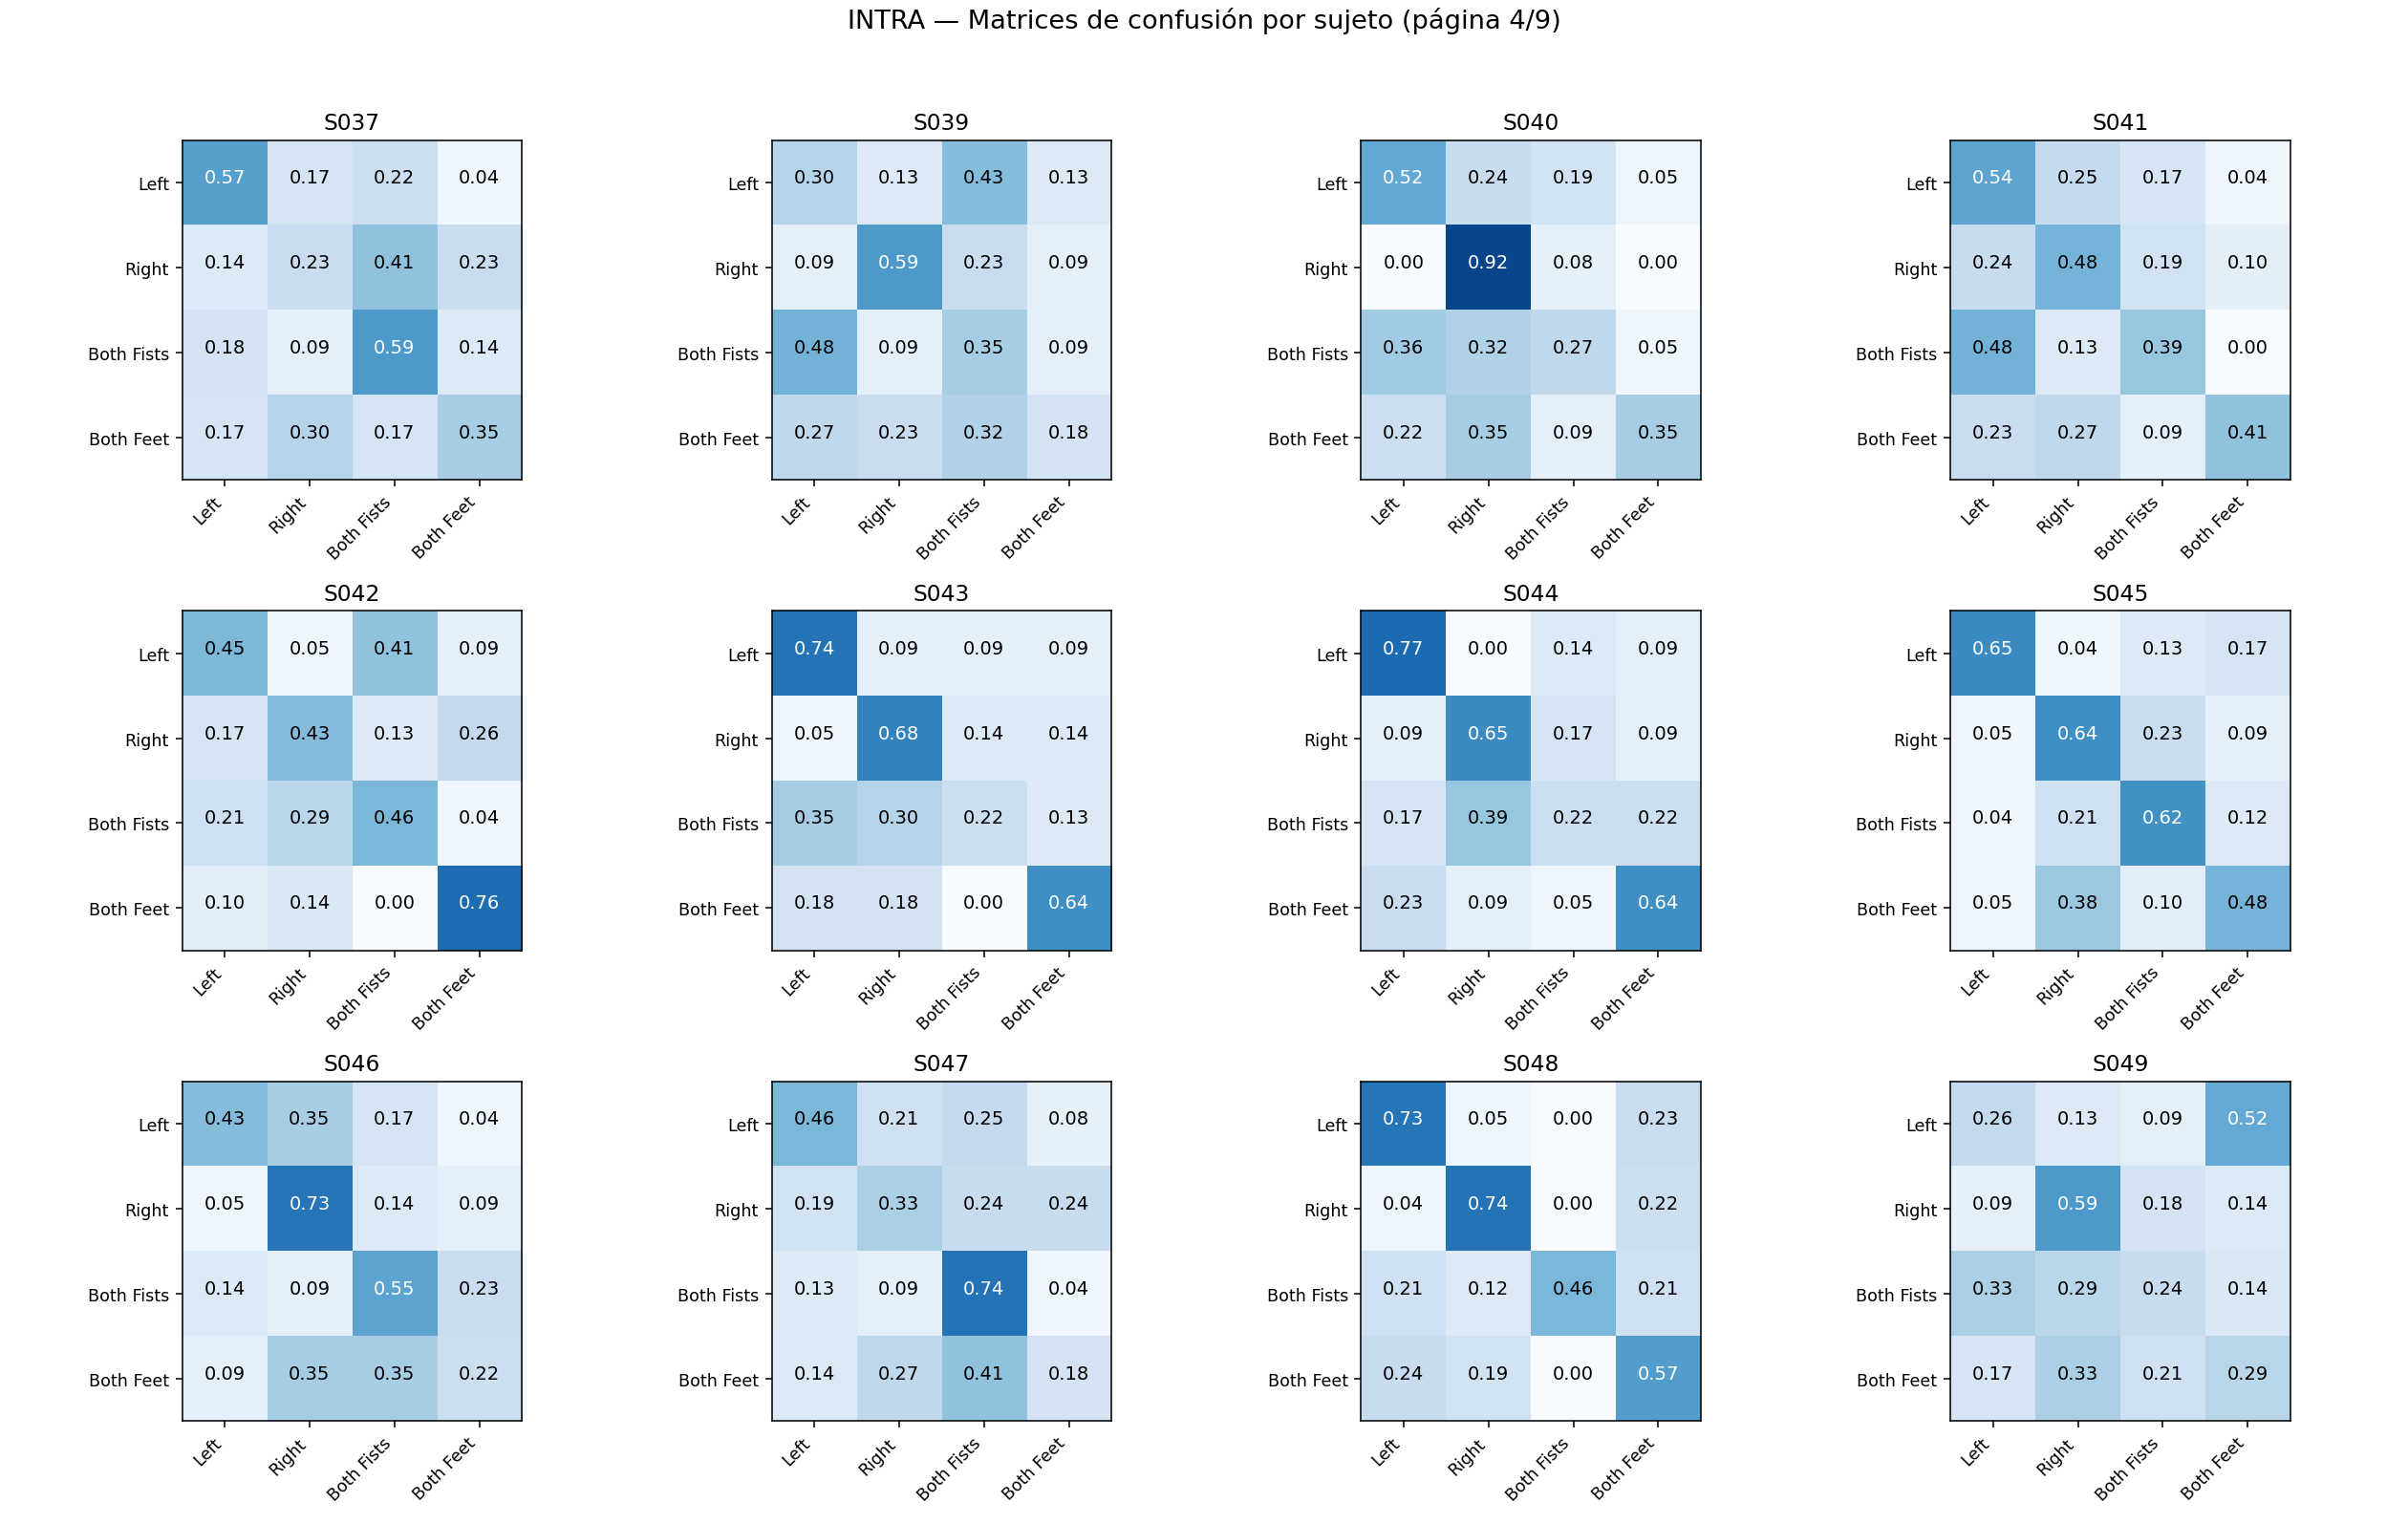 INTRA — Matrices de confusión por sujeto (página 4/9)
S037
Left 0.57 0.17 0.22 0.04
Right 0.14 0.23 0.41 0.23
Both Fists 0.18 0.09 0.59 0.14
Both Feet 0.17 0.30 0.17 0.35
Left Right Both Fists Both Feet
S039
Left 0.30 0.13 0.43 0.13
Right 0.09 0.59 0.23 0.09
Both Fists 0.48 0.09 0.35 0.09
Both Feet 0.27 0.23 0.32 0.18
Left Right Both Fists Both Feet
S040
Left 0.52 0.24 0.19 0.05
Right 0.00 0.92 0.08 0.00
Both Fists 0.36 0.32 0.27 0.05
Both Feet 0.22 0.35 0.09 0.35
Left Right Both Fists Both Feet
S041
Left 0.54 0.25 0.17 0.04
Right 0.24 0.48 0.19 0.10
Both Fists 0.48 0.13 0.39 0.00
Both Feet 0.23 0.27 0.09 0.41
Left Right Both Fists Both Feet
S042
Left 0.45 0.05 0.41 0.09
Right 0.17 0.43 0.13 0.26
Both Fists 0.21 0.29 0.46 0.04
Both Feet 0.10 0.14 0.00 0.76
Left Right Both Fists Both Feet
S043
Left 0.74 0.09 0.09 0.09
Right 0.05 0.68 0.14 0.14
Both Fists 0.35 0.30 0.22 0.13
Both Feet 0.18 0.18 0.00 0.64
Left Right Both Fists Both Feet
S044
Left 0.77 0.00 0.14 0.09
Right 0.09 0.65 0.17 0.09
Both Fists 0.17 0.39 0.22 0.22
Both Feet 0.23 0.09 0.05 0.64
Left Right Both Fists Both Feet
S045
Left 0.65 0.04 0.13 0.17
Right 0.05 0.64 0.23 0.09
Both Fists 0.04 0.21 0.62 0.12
Both Feet 0.05 0.38 0.10 0.48
Left Right Both Fists Both Feet
S046
Left 0.43 0.35 0.17 0.04
Right 0.05 0.73 0.14 0.09
Both Fists 0.14 0.09 0.55 0.23
Both Feet 0.09 0.35 0.35 0.22
Left Right Both Fists Both Feet
S047
Left 0.46 0.21 0.25 0.08
Right 0.19 0.33 0.24 0.24
Both Fists 0.13 0.09 0.74 0.04
Both Feet 0.14 0.27 0.41 0.18
Left Right Both Fists Both Feet
S048
Left 0.73 0.05 0.00 0.23
Right 0.04 0.74 0.00 0.22
Both Fists 0.21 0.12 0.46 0.21
Both Feet 0.24 0.19 0.00 0.57
Left Right Both Fists Both Feet
S049
Left 0.26 0.13 0.09 0.52
Right 0.09 0.59 0.18 0.14
Both Fists 0.33 0.29 0.24 0.14
Both Feet 0.17 0.33 0.21 0.29
Left Right Both Fists Both Feet